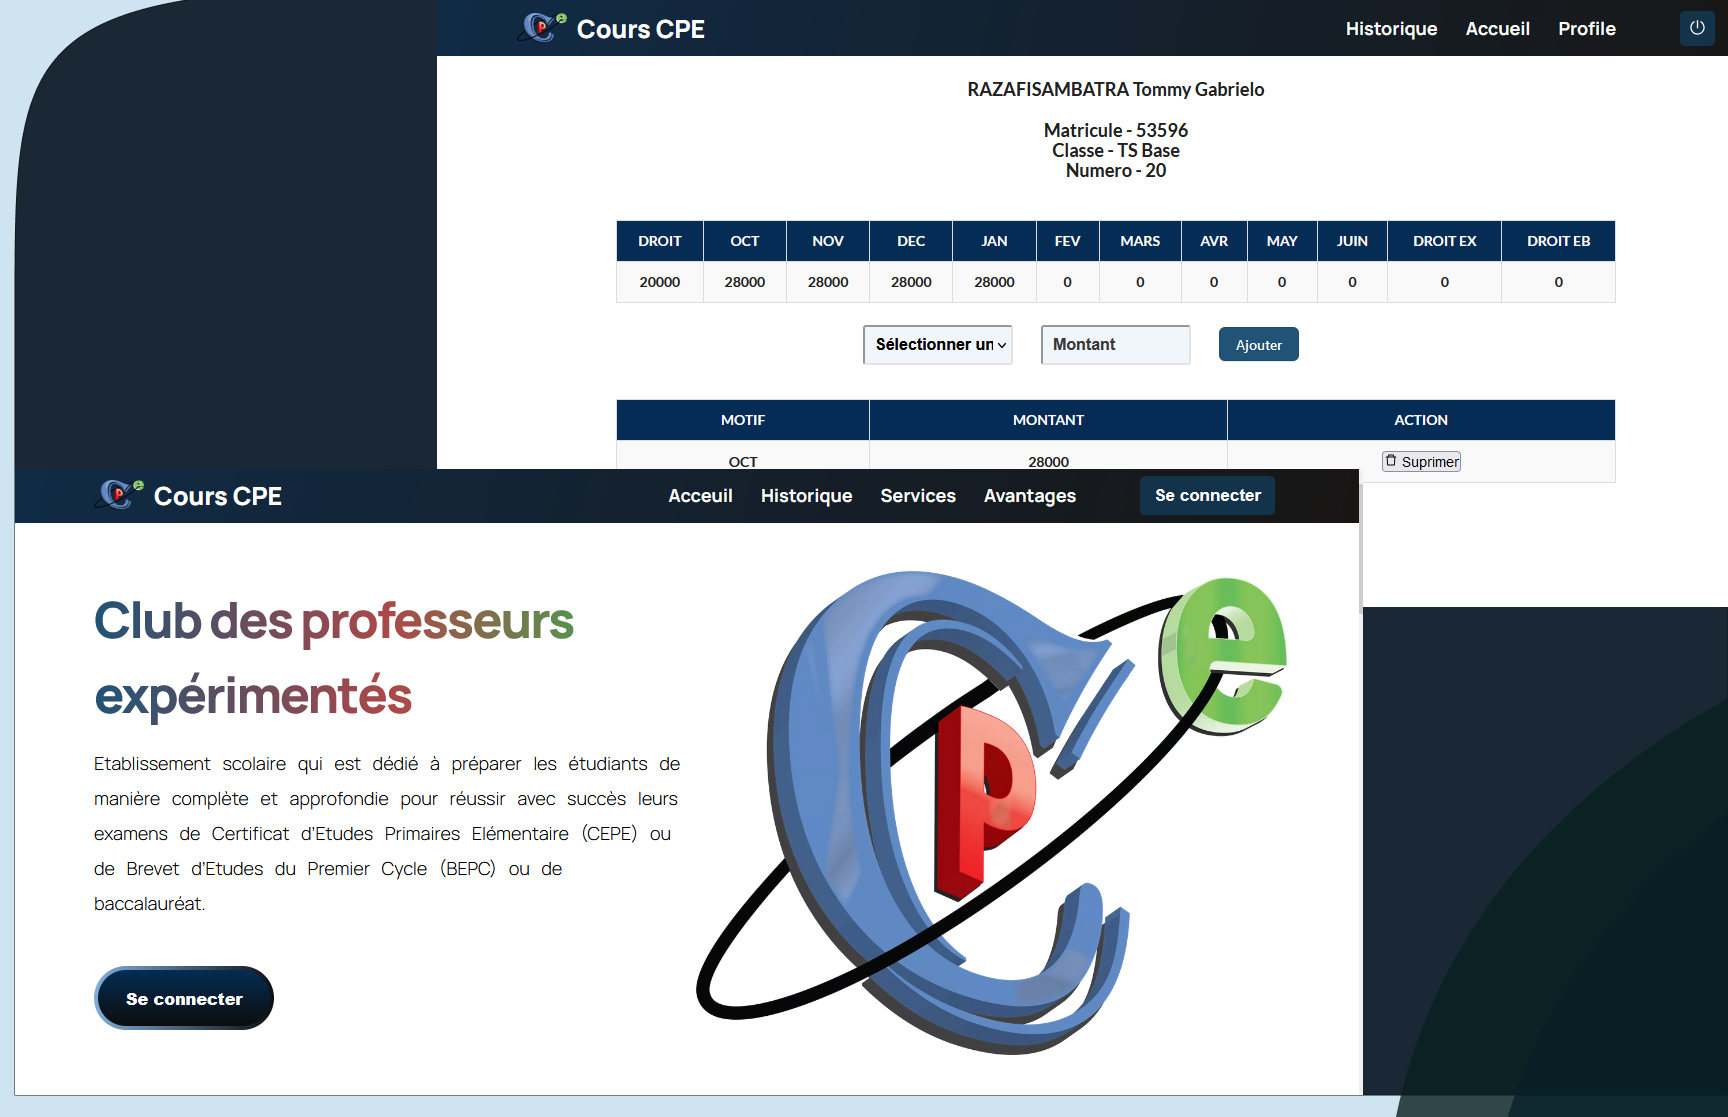 Cours CPE
Historique Accueil Profile
RAZAFISAMBATRA Tommy Gabrielo
Matricule - 53596
Classe - TS Base
Numero - 20
DROIT OCT NOV DEC JAN FEV MARS AVR MAY JUIN DROIT EX DROIT EB
20000 28000 28000 28000 28000 0 0 0 0 0 0 0
Sélectionner un Montant Ajouter
MOTIF MONTANT ACTION
OCT 28000 Suprimer
Cours CPE
Acceuil Historique Services Avantages Se connecter
Club des professeurs
expérimentés
Etablissement scolaire qui est dédié à préparer les étudiants de
manière complète et approfondie pour réussir avec succès leurs
examens de Certificat d'Etudes Primaires Elémentaire (CEPE) ou
de Brevet d'Etudes du Premier Cycle (BEPC) ou de
baccalauréat.
Se connecter
C P e